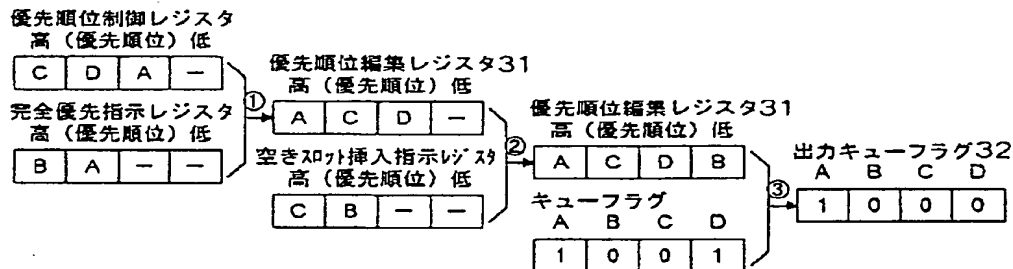 優先順位制御レジスタ
高（優先順位）低
C D A −
完全優先指示レジスタ
高（優先順位）低
B A − −
①
優先順位編集レジスタ31
高（優先順位）低
A C D −
空きスロット挿入指示レジスタ
高（優先順位）低
C B − −
②
優先順位編集レジスタ31
高（優先順位）低
A C D B
キューフラグ
A B C D
1 0 0 1
③
出力キューフラグ32
A B C D
1 0 0 0